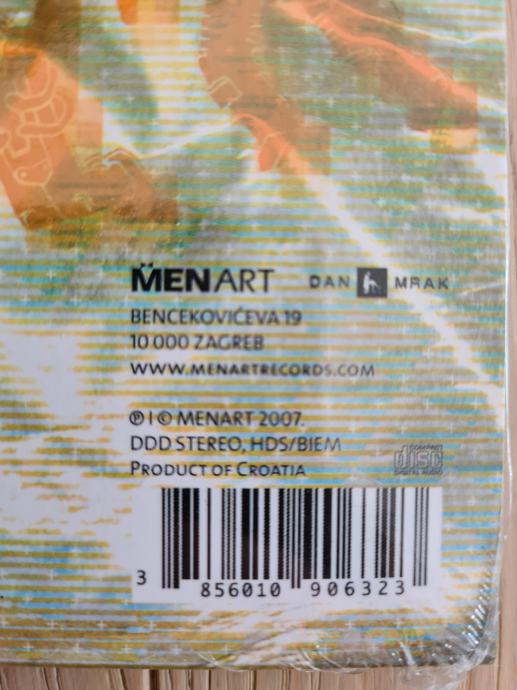 MENART DAN MRAK
BENCEKOVIĆEVA 19
10 000 ZAGREB
WWW.MENARTRECORDS.COM
℗ I © MENART 2007.
DDD STEREO, HDS/BIEM
PRODUCT OF CROATIA
COMPACT
disc
DIGITAL AUDIO
3 856010 906323